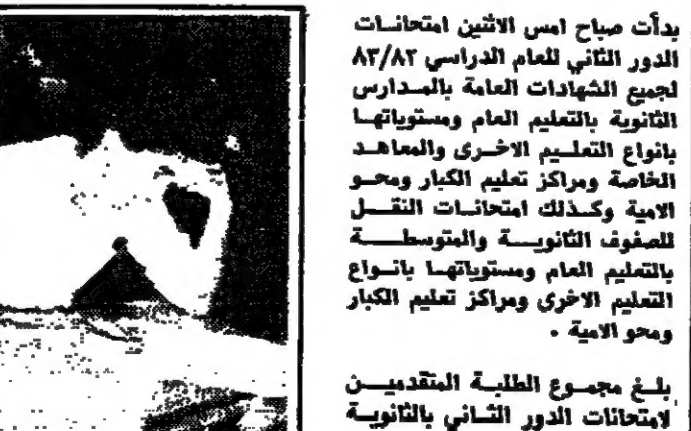 بدأت صباح امس الاثنين امتحانات
الدور الثاني للعام الدراسي ٨٣/٨٢
لجميع الشهادات العامة بالمدارس
الثانوية بالتعليم العام ومستوياتها
بانواع التعليم الاخرى والمعاهد
الخاصة ومراكز تعليم الكبار ومحو
الامية وكذلك امتحانات النقل
للصفوف الثانوية والمتوسطة
بالتعليم العام ومستوياتها بانواع
التعليم الاخرى ومراكز تعليم الكبار
ومحو الامية .
بلغ مجموع الطلبة المتقدمين
لامتحانات الدور الثاني بالثانوية